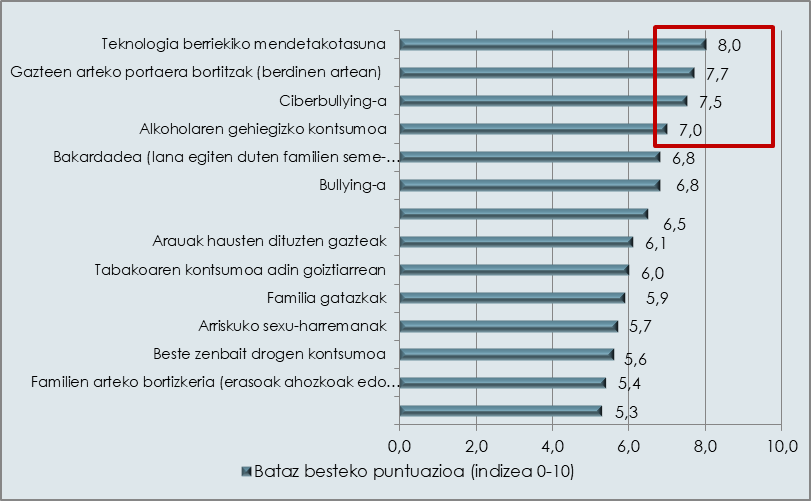 Teknologia berriekiko mendetakotasuna 8,0
Gazteen arteko portaera bortitzak (berdinen artean) 7,7
Ciberbullying-a 7,5
Alkoholaren gehiegizko kontsumoa 7,0
Bakardadea (lana egiten duten familien seme-… 6,8
Bullying-a 6,8
6,5
Arauak hausten dituzten gazteak 6,1
Tabakoaren kontsumoa adin goiztiarrean 6,0
Familia gatazkak 5,9
Arriskuko sexu-harremanak 5,7
Beste zenbait drogen kontsumoa 5,6
Familien arteko bortizkeria (erasoak ahozkoak edo… 5,4
5,3
0,0 2,0 4,0 6,0 8,0 10,0
Bataz besteko puntuazioa (indizea 0-10)